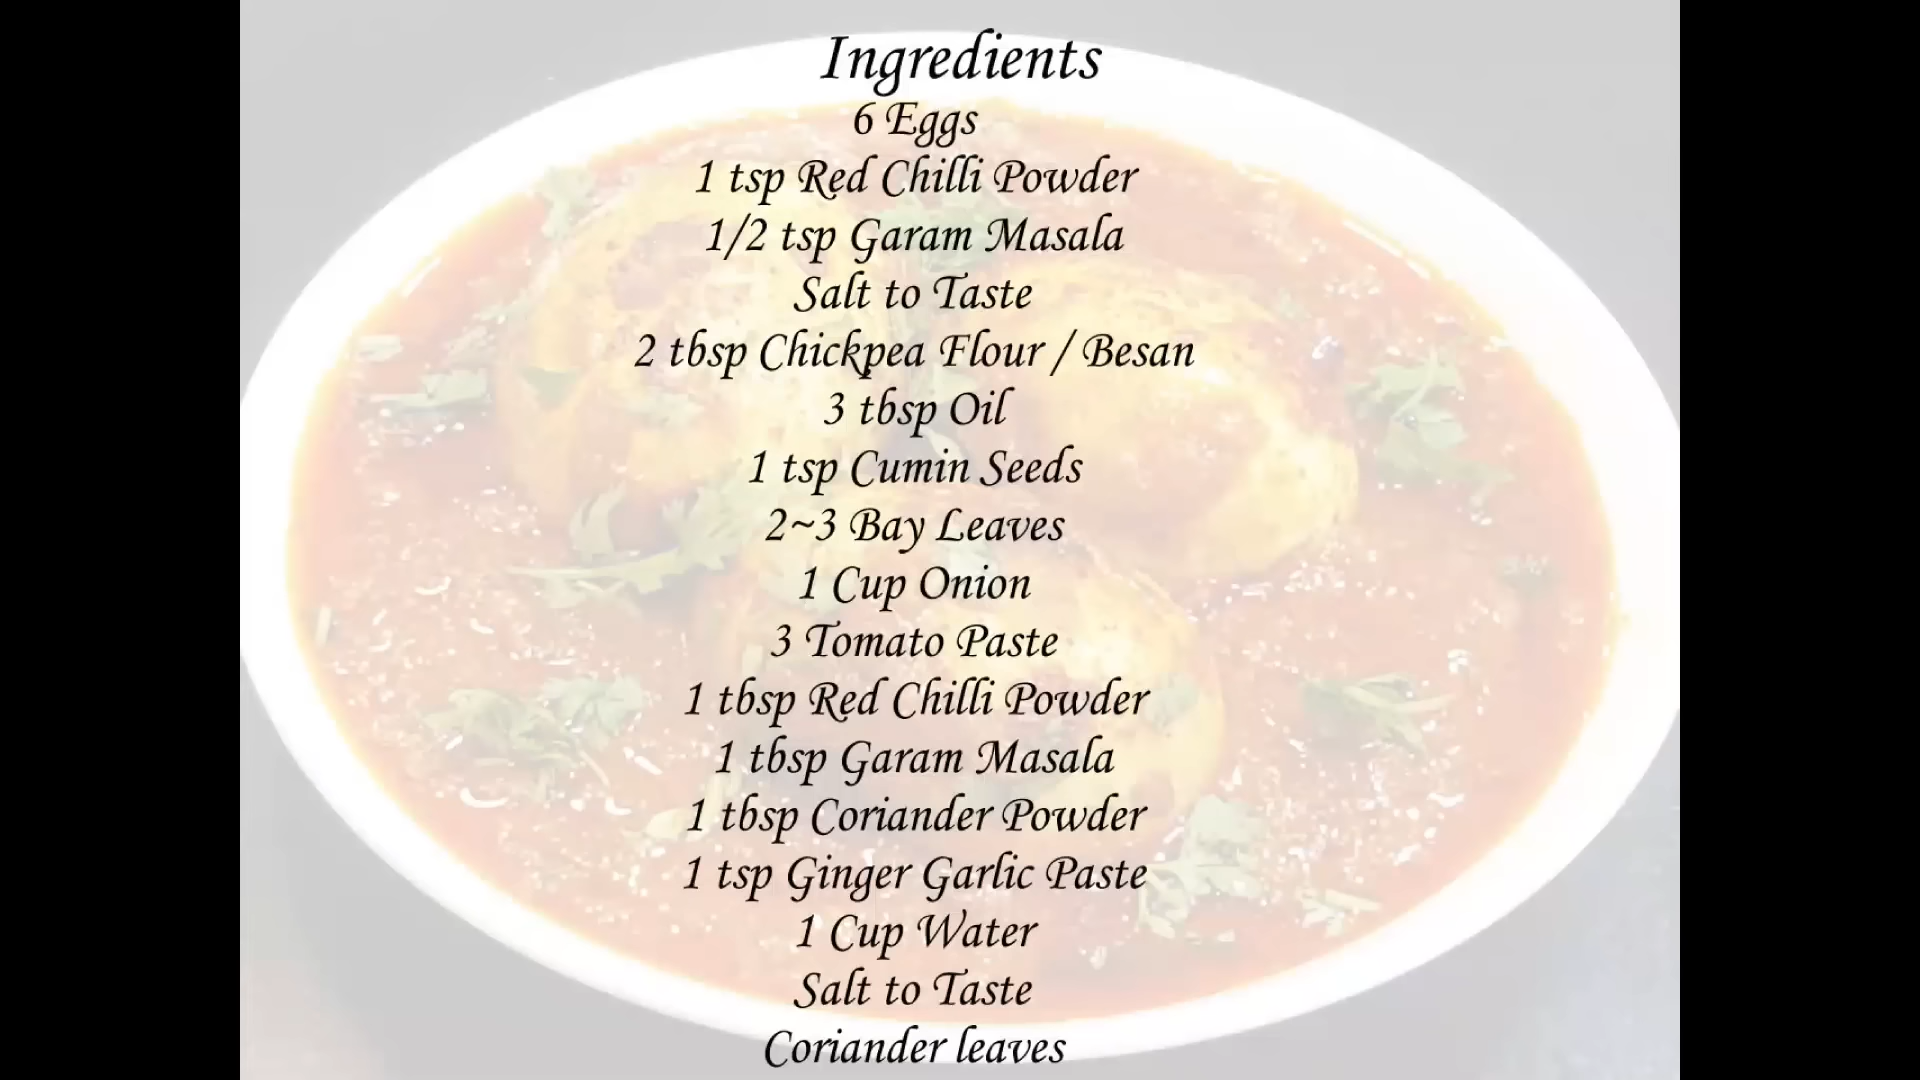 Ingredients
6 Eggs
1 tsp Red Chilli Powder
1/2 tsp Garam Masala
Salt to Taste
2 tbsp Chickpea Flour / Besan
3 tbsp Oil
1 tsp Cumin Seeds
2~3 Bay Leaves
1 Cup Onion
3 Tomato Paste
1 tbsp Red Chilli Powder
1 tbsp Garam Masala
1 tbsp Coriander Powder
1 tsp Ginger Garlic Paste
1 Cup Water
Salt to Taste
Coriander leaves